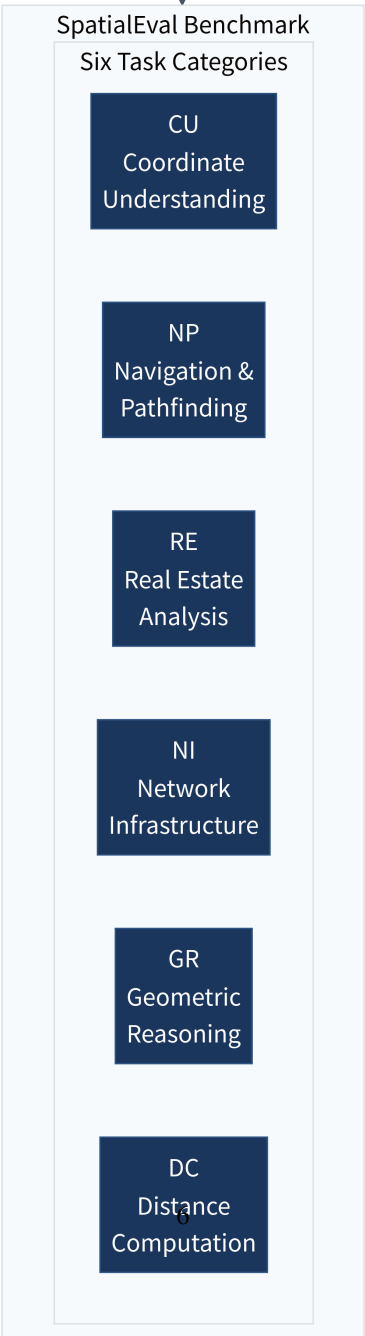 SpatialEval Benchmark
Six Task Categories
CU
Coordinate
Understanding
NP
Navigation &
Pathfinding
RE
Real Estate
Analysis
NI
Network
Infrastructure
GR
Geometric
Reasoning
DC
Distance
6
Computation